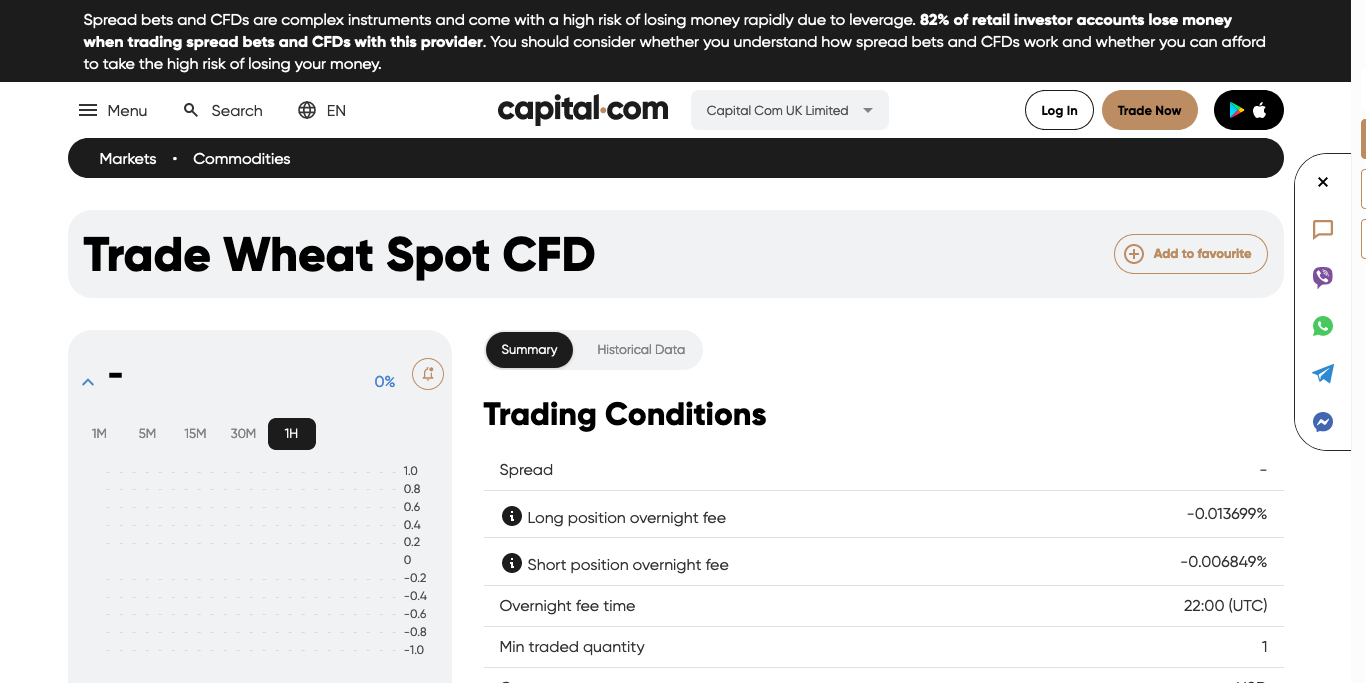 Spread bets and CFDs are complex instruments and come with a high risk of losing money rapidly due to leverage. 82% of retail investor accounts lose money
when trading spread bets and CFDs with this provider. You should consider whether you understand how spread bets and CFDs work and whether you can afford
to take the high risk of losing your money.
Menu
Search
EN
capital.com
Capital Com UK Limited
Log In
Trade Now
Markets • Commodities
Trade Wheat Spot CFD
Add to favourite
-
0%
1M 5M 15M 30M 1H
1.0
0.8
0.6
0.4
0.2
0
-0.2
-0.4
-0.6
-0.8
-1.0
Summary
Historical Data
Trading Conditions
Spread -
Long position overnight fee -0.013699%
Short position overnight fee -0.006849%
Overnight fee time 22:00 (UTC)
Min traded quantity 1